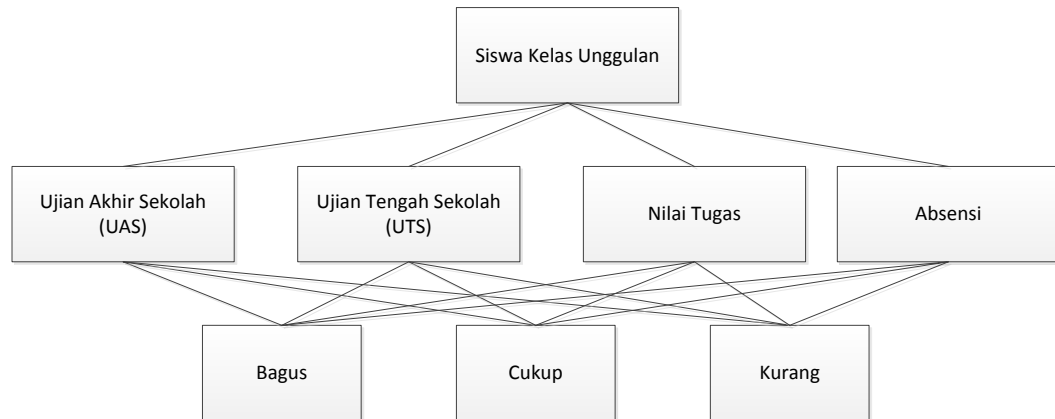 Siswa Kelas Unggulan
Ujian Akhir Sekolah
(UAS)
Ujian Tengah Sekolah
(UTS)
Nilai Tugas
Absensi
Bagus
Cukup
Kurang